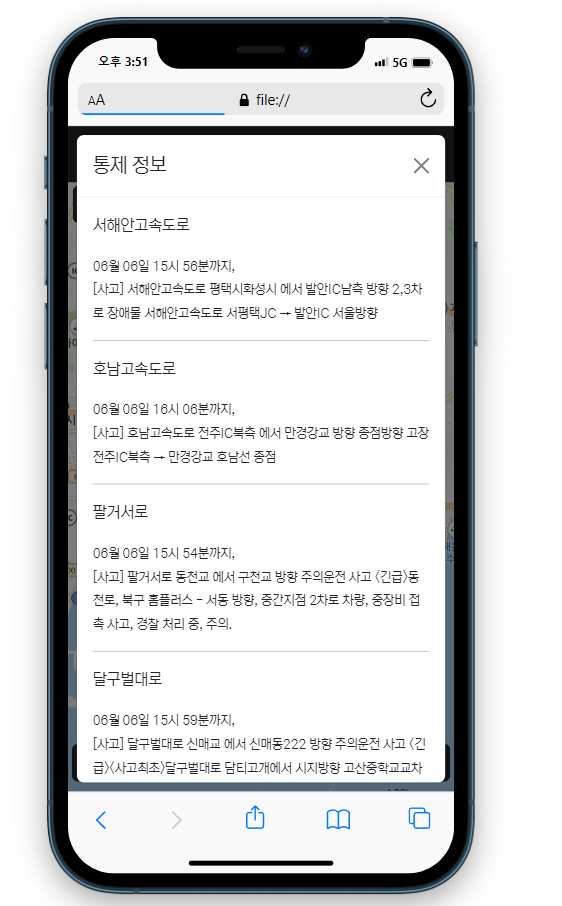 오후 3:51
5G
AA
file://
통제 정보
서해안고속도로
06월 06일 15시 56분까지,
[사고] 서해안고속도로 평택시화성시 에서 발안IC남측 방향 2,3차
로 장애물 서해안고속도로 서평택JC → 발안IC 서울방향
호남고속도로
06월 06일 16시 06분까지,
[사고] 호남고속도로 전주IC북측 에서 만경강교 방향 종점방향 고장
전주IC북측 → 만경강교 호남선 종점
팔거서로
06월 06일 15시 54분까지,
[사고] 팔거서로 동천교 에서 구천교 방향 주의운전 사고 <긴급>동
천로, 북구 홈플러스 - 서동 방향, 중간지점 2차로 차량, 중장비 접
촉 사고, 경찰 처리 중, 주의.
달구벌대로
06월 06일 15시 59분까지,
[사고] 달구벌대로 신매교 에서 신매동222 방향 주의운전 사고 <긴
급><사고최초>달구벌대로 담티고개에서 시지방향 고산중학교교차